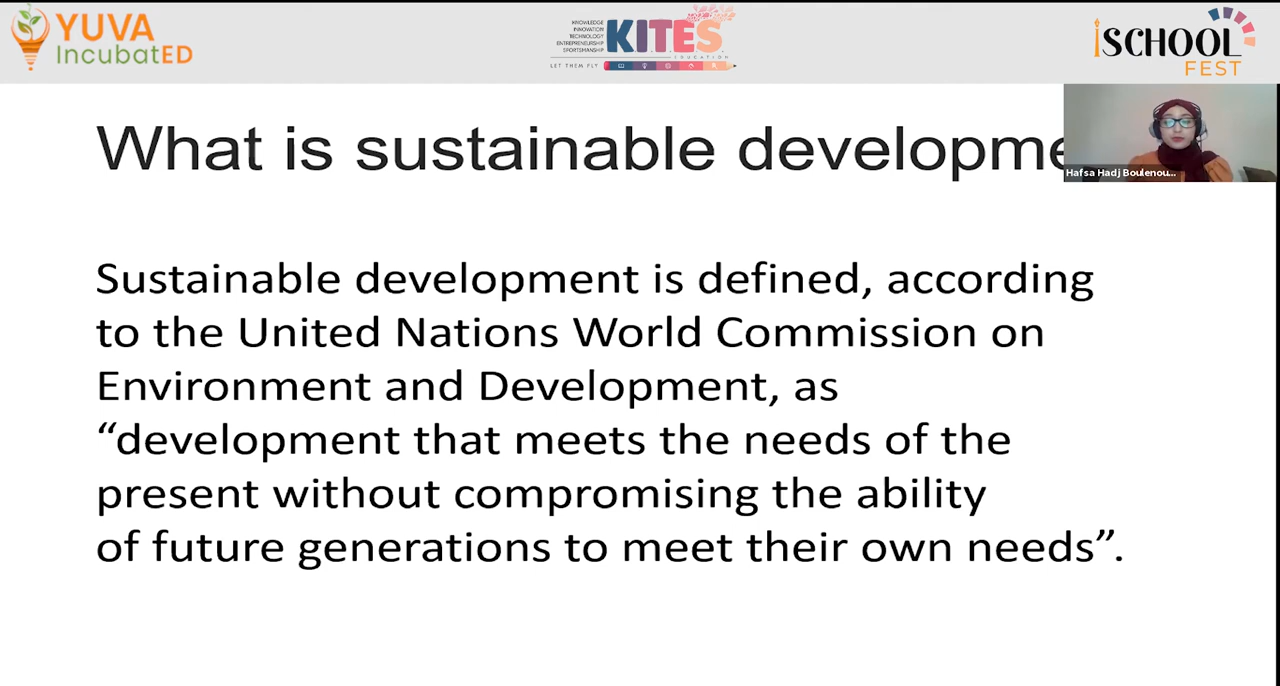 YUVA
IncubatED
KNOWLEDGE
INNOVATION
TECHNOLOGY
ENTREPRENEURSHIP
SPORTSMANSHIP
KITES
EDUCATION
LET THEM FLY
iSCHOOL
FEST
What is sustainable developme
Hafsa Hadj Boulenou...
Sustainable development is defined, according
to the United Nations World Commission on
Environment and Development, as
“development that meets the needs of the
present without compromising the ability
of future generations to meet their own needs”.